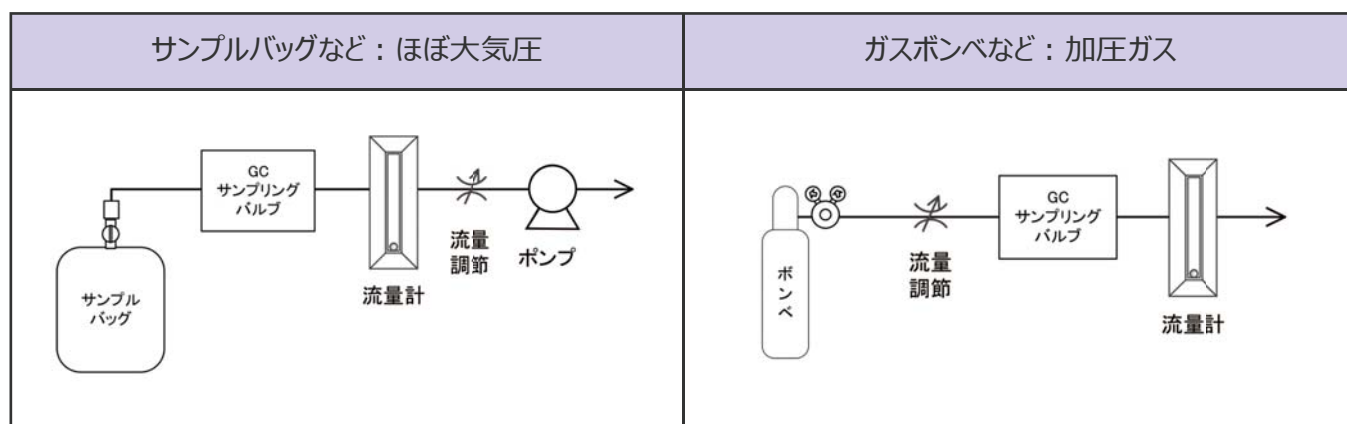 サンプルバッグなど：ほぼ大気圧
ガスボンベなど：加圧ガス
GC
サンプリング
バルブ
流量
調節
ポンプ
流量計
サンプル
バッグ
GC
サンプリング
バルブ
流量
調節
ボンベ
流量計